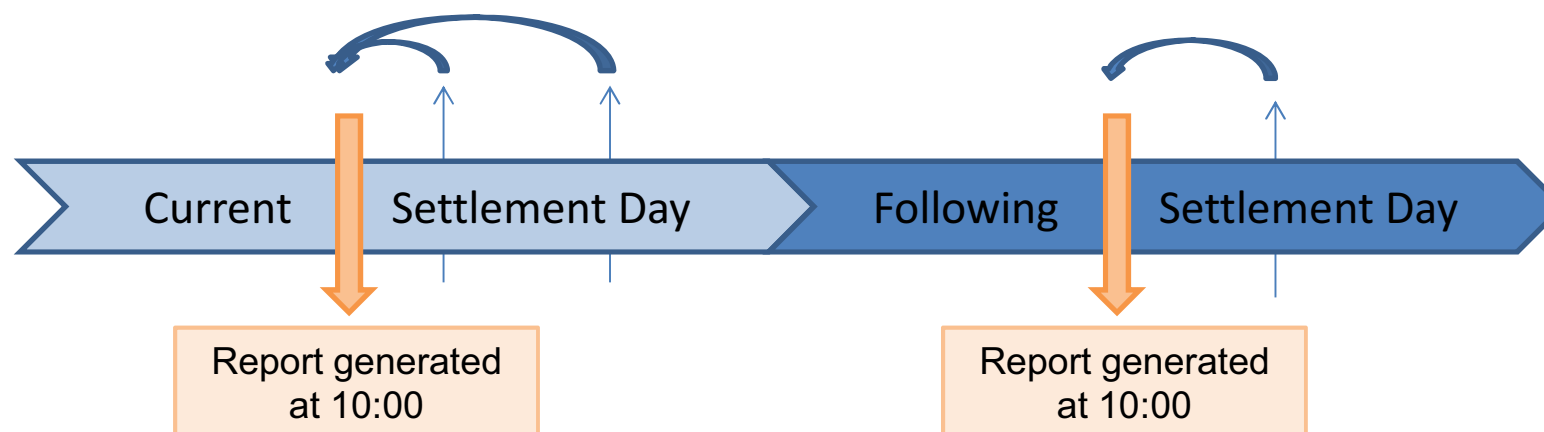 Current Settlement Day
Following Settlement Day
Report generated
at 10:00
Report generated
at 10:00